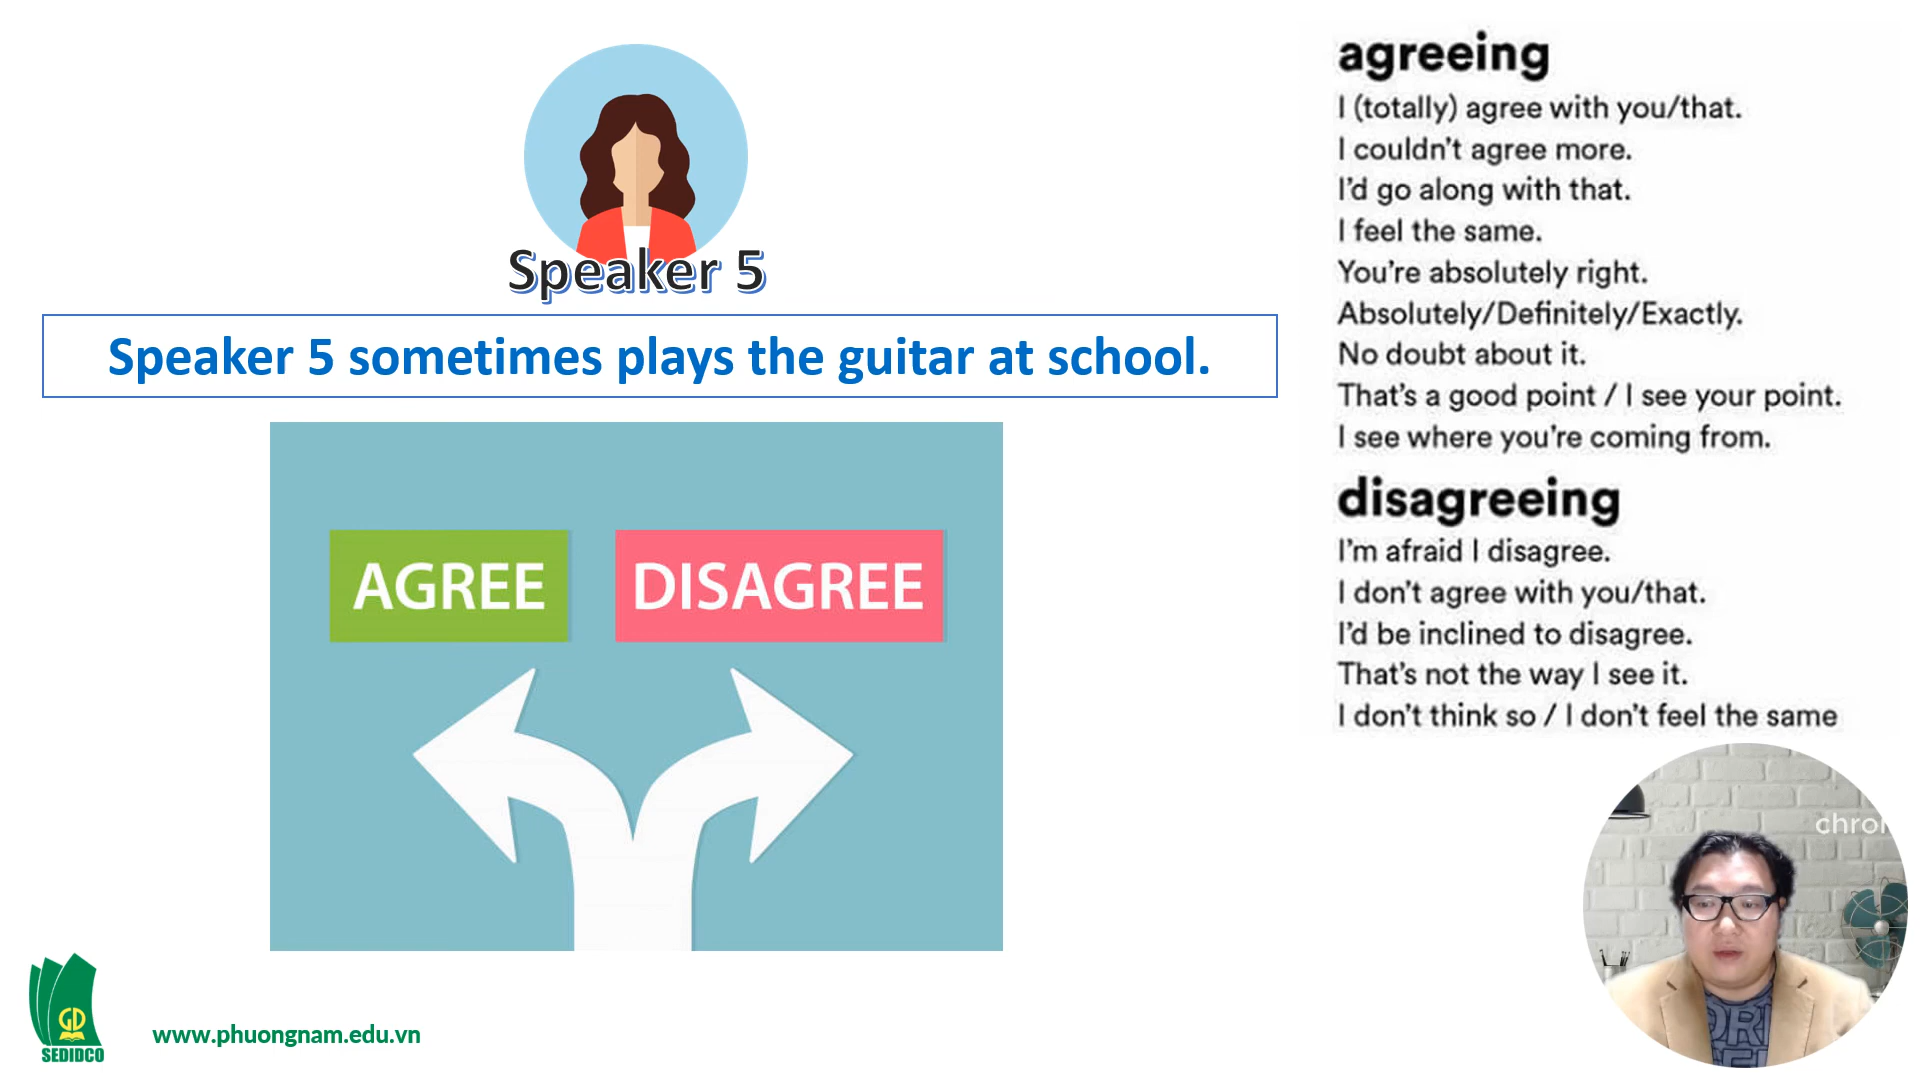 Speaker 5
Speaker 5 sometimes plays the guitar at school.
AGREE
DISAGREE
agreeing
I (totally) agree with you/that.
I couldn't agree more.
I'd go along with that.
I feel the same.
You're absolutely right.
Absolutely/Definitely/Exactly.
No doubt about it.
That's a good point / I see your point.
I see where you're coming from.
disagreeing
I'm afraid I disagree.
I don't agree with you/that.
I'd be inclined to disagree.
That's not the way I see it.
I don't think so / I don't feel the same
GD
SEDIDCO
www.phuongnam.edu.vn